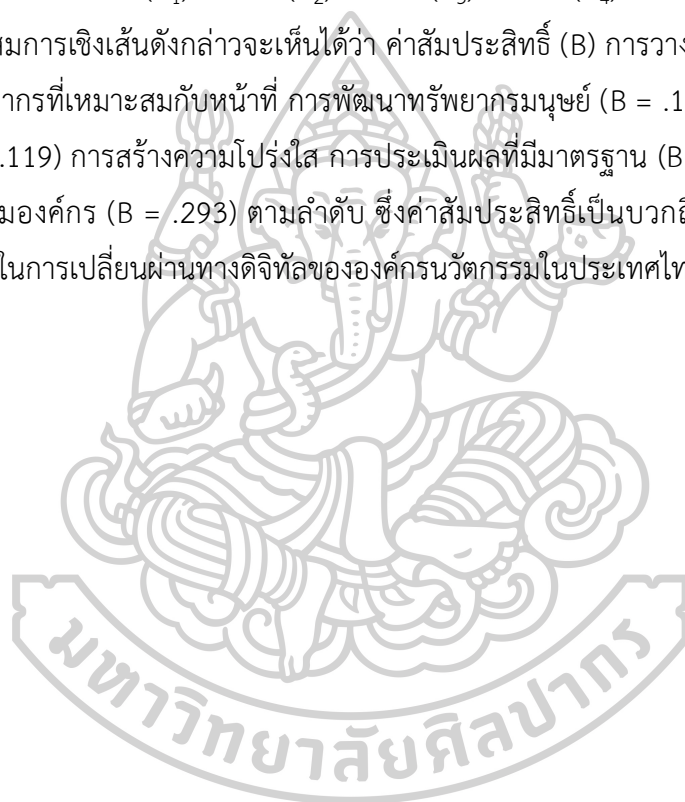 สมการเชิงเส้นดังกล่าวจะเห็นได้ว่า ค่าสัมประสิทธิ์ (B) การวาง
ากรที่เหมาะสมกับหน้าที่ การพัฒนาทรัพยากรมนุษย์ (B = .1
.119) การสร้างความโปร่งใส การประเมินผลที่มีมาตรฐาน (B
มองค์กร (B = .293) ตามลำดับ ซึ่งค่าสัมประสิทธิ์เป็นบวก
ในการเปลี่ยนผ่านทางดิจิทัลขององค์กรนวัตกรรมในประเทศไท
มหาวิทยาลัยศิลปากร